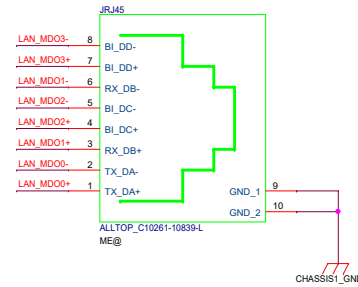 JRJ45
LAN_MDO3- 8 BI_DD-
LAN_MDO3+ 7 BI_DD+
LAN_MDO1- 6 RX_DB-
LAN_MDO2- 5 BI_DC-
LAN_MDO2+ 4 BI_DC+
LAN_MDO1+ 3 RX_DB+
LAN_MDO0- 2 TX_DA-
LAN_MDO0+ 1 TX_DA+
GND_1 9
GND_2 10
ALLTOP_C10261-10839-L
ME@
CHASSIS1_GND